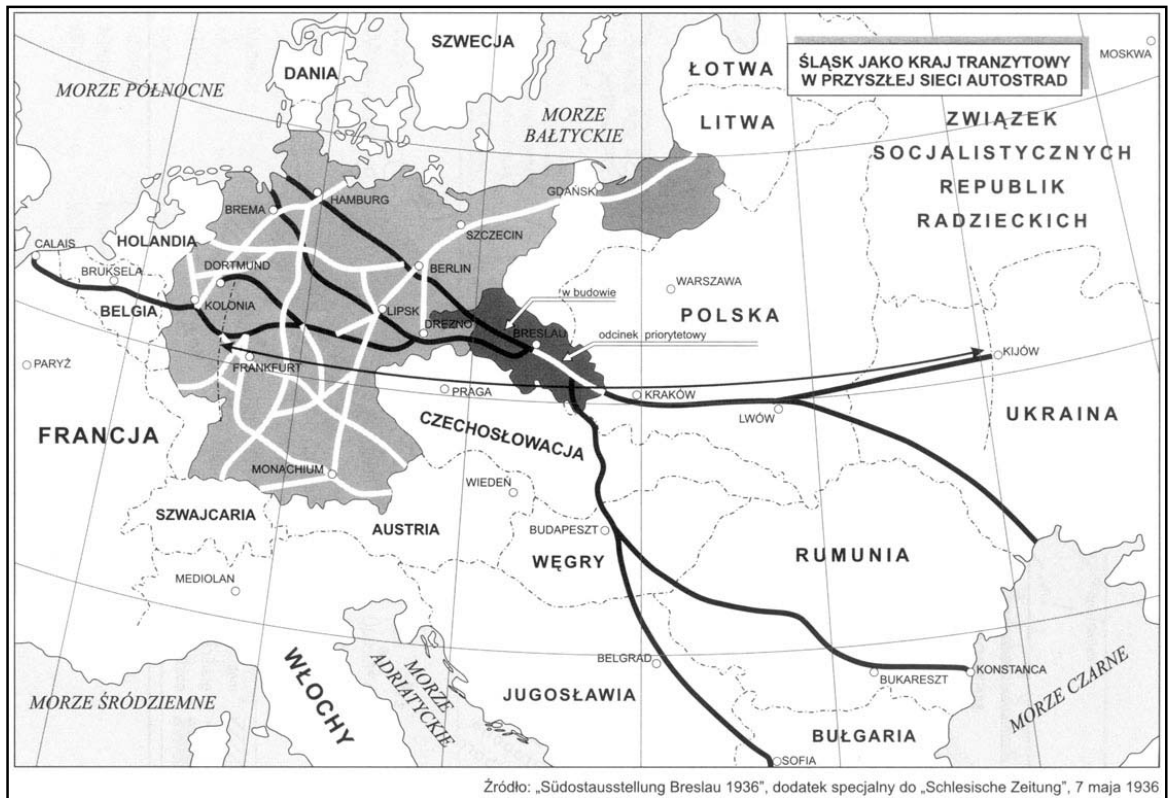 SZWECJA
DANIA
MORZE PÓŁNOCNE
MORZE
BAŁTYCKIE
ŁOTWA
LITWA
ŚLĄSK JAKO KRAJ TRANZYTOWY
W PRZYSZŁEJ SIECI AUTOSTRAD
MOSKWA
ZWIĄZEK
SOCJALISTYCZNYCH
REPUBLIK
RADZIECKICH
GDAŃSK
HAMBURG
BREMA
SZCZECIN
HOLANDIA
CALAIS
DORTMUND
BERLIN
BRUKSELA
BELGIA
KOLONIA
LIPSK
DREZNO
w budowie
WARSZAWA
POLSKA
BRESLAU
odcinek priorytetowy
PARYŻ
FRANKFURT
KIJÓW
PRAGA
KRAKÓW
LWÓW
UKRAINA
FRANCJA
CZECHOSŁOWACJA
MONACHIUM
WIEDEŃ
SZWAJCARIA
AUSTRIA
BUDAPESZT
WĘGRY
RUMUNIA
MEDIOLAN
WŁOCHY
MORZE
ADRIATYCKIE
BELGRAD
JUGOSŁAWIA
BUKARESZT
KONSTANCA
MORZE CZARNE
MORZE ŚRÓDZIEMNE
BUŁGARIA
SOFIA
Źródło: „Südostausstellung Breslau 1936”, dodatek specjalny do „Schlesische Zeitung”, 7 maja 1936